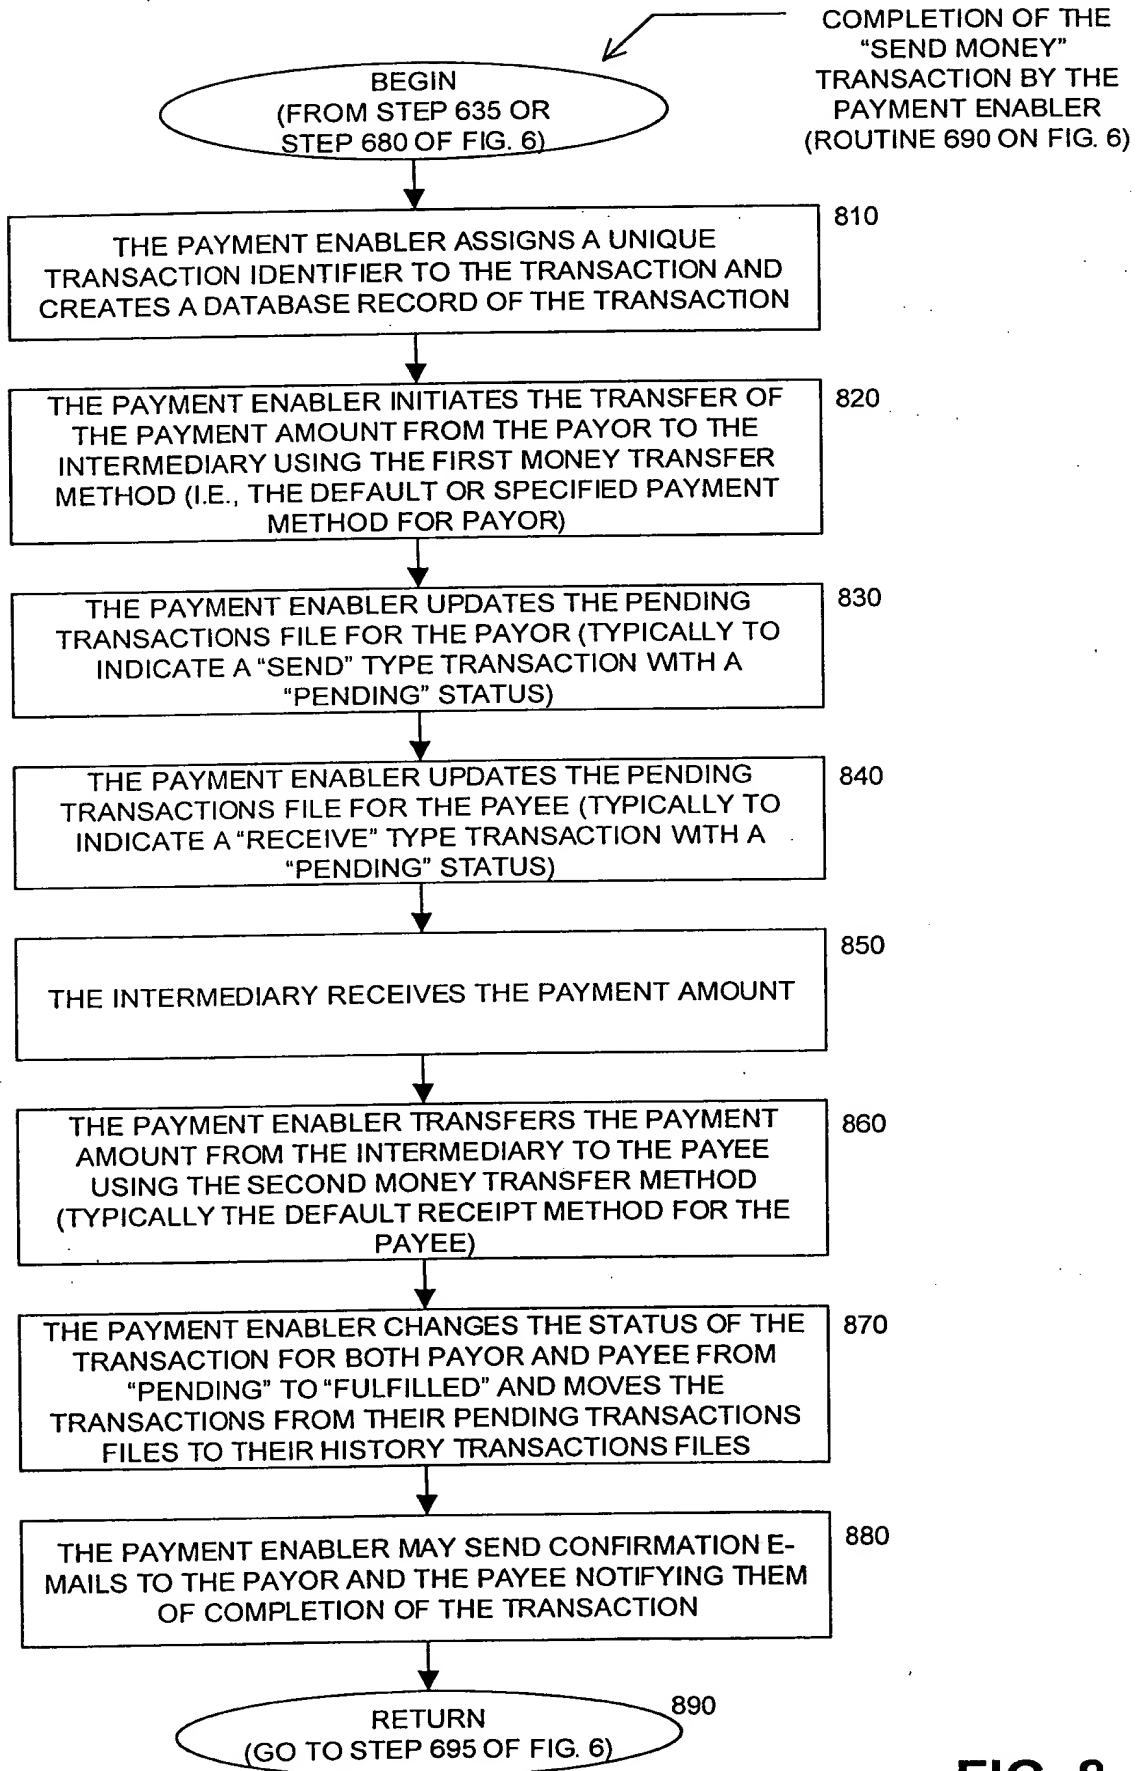 COMPLETION OF THE
“SEND MONEY”
TRANSACTION BY THE
PAYMENT ENABLER
(ROUTINE 690 ON FIG. 6)
BEGIN
(FROM STEP 635 OR
STEP 680 OF FIG. 6)
810
THE PAYMENT ENABLER ASSIGNS A UNIQUE
TRANSACTION IDENTIFIER TO THE TRANSACTION AND
CREATES A DATABASE RECORD OF THE TRANSACTION
820
THE PAYMENT ENABLER INITIATES THE TRANSFER OF
THE PAYMENT AMOUNT FROM THE PAYOR TO THE
INTERMEDIARY USING THE FIRST MONEY TRANSFER
METHOD (I.E., THE DEFAULT OR SPECIFIED PAYMENT
METHOD FOR PAYOR)
830
THE PAYMENT ENABLER UPDATES THE PENDING
TRANSACTIONS FILE FOR THE PAYOR (TYPICALLY TO
INDICATE A “SEND” TYPE TRANSACTION WITH A
“PENDING” STATUS)
840
THE PAYMENT ENABLER UPDATES THE PENDING
TRANSACTIONS FILE FOR THE PAYEE (TYPICALLY TO
INDICATE A “RECEIVE” TYPE TRANSACTION WITH A
“PENDING” STATUS)
850
THE INTERMEDIARY RECEIVES THE PAYMENT AMOUNT
860
THE PAYMENT ENABLER TRANSFERS THE PAYMENT
AMOUNT FROM THE INTERMEDIARY TO THE PAYEE
USING THE SECOND MONEY TRANSFER METHOD
(TYPICALLY THE DEFAULT RECEIPT METHOD FOR THE
PAYEE)
870
THE PAYMENT ENABLER CHANGES THE STATUS OF THE
TRANSACTION FOR BOTH PAYOR AND PAYEE FROM
“PENDING” TO “FULFILLED” AND MOVES THE
TRANSACTIONS FROM THEIR PENDING TRANSACTIONS
FILES TO THEIR HISTORY TRANSACTIONS FILES
880
THE PAYMENT ENABLER MAY SEND CONFIRMATION E-
MAILS TO THE PAYOR AND THE PAYEE NOTIFYING THEM
OF COMPLETION OF THE TRANSACTION
890
RETURN
(GO TO STEP 695 OF FIG. 6)
FIG. 8